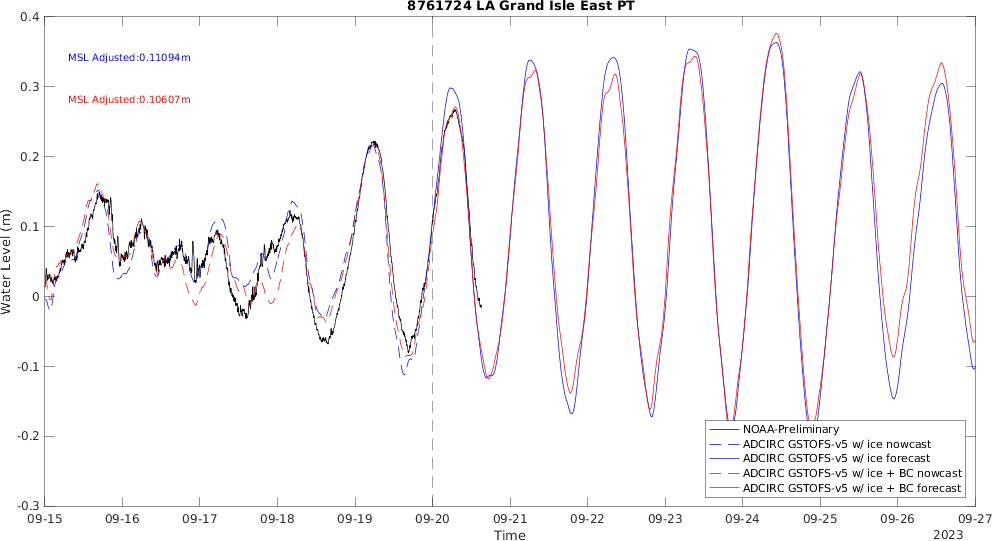 8761724 LA Grand Isle East PT
MSL Adjusted:0.11094m
MSL Adjusted:0.10607m
Water Level (m)
0.4
0.3
0.2
0.1
0
-0.1
-0.2
-0.3
NOAA-Preliminary
ADCIRC GSTOFS-v5 w/ ice nowcast
ADCIRC GSTOFS-v5 w/ ice forecast
ADCIRC GSTOFS-v5 w/ ice + BC nowcast
ADCIRC GSTOFS-v5 w/ ice + BC forecast
09-15 09-16 09-17 09-18 09-19 09-20 09-21 09-22 09-23 09-24 09-25 09-26 09-27
Time
2023